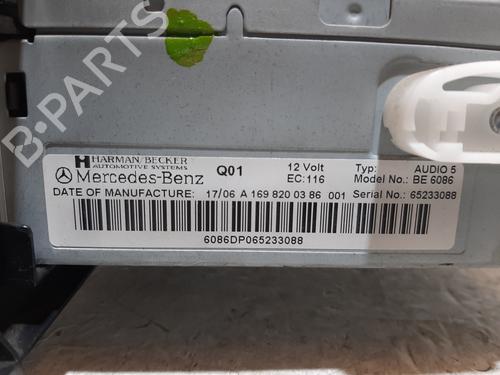 B-PARTS
HARMAN/BECKER
AUTOMOTIVE SYSTEMS
Mercedes-Benz Q01 12 Volt Typ: AUDIO 5
EC:116 Model No.: BE 6086
DATE OF MANUFACTURE: 17/06 A 169 820 03 86 001 Serial No.: 65233088
6086DP065233088